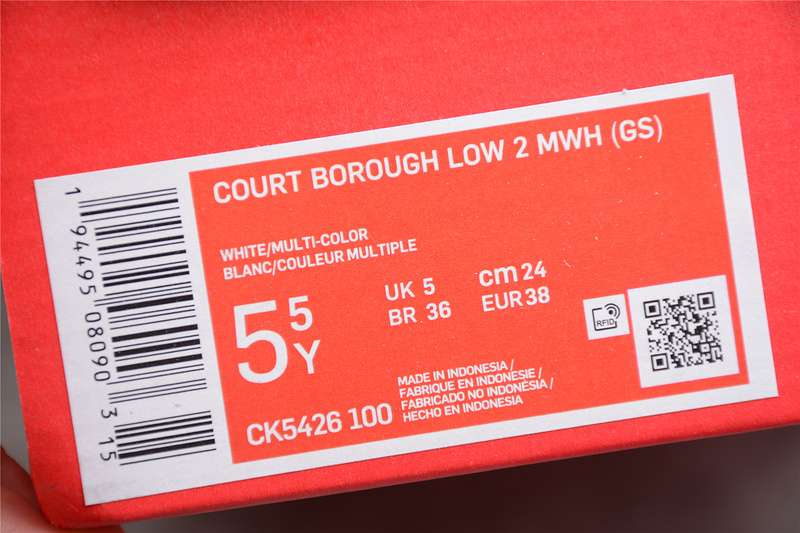 COURT BOROUGH LOW 2 MWH (GS)
WHITE/MULTI-COLOR
BLANC/COULEUR MULTIPLE
5 5 Y
UK 5 cm 24
BR 36 EUR 38
RFID
CK5426 100
MADE IN INDONESIA /
FABRIQUE EN INDONÉSIE /
FABRICADO NO INDONÉSIA /
HECHO EN INDONESIA
1 94495 08090 3 15